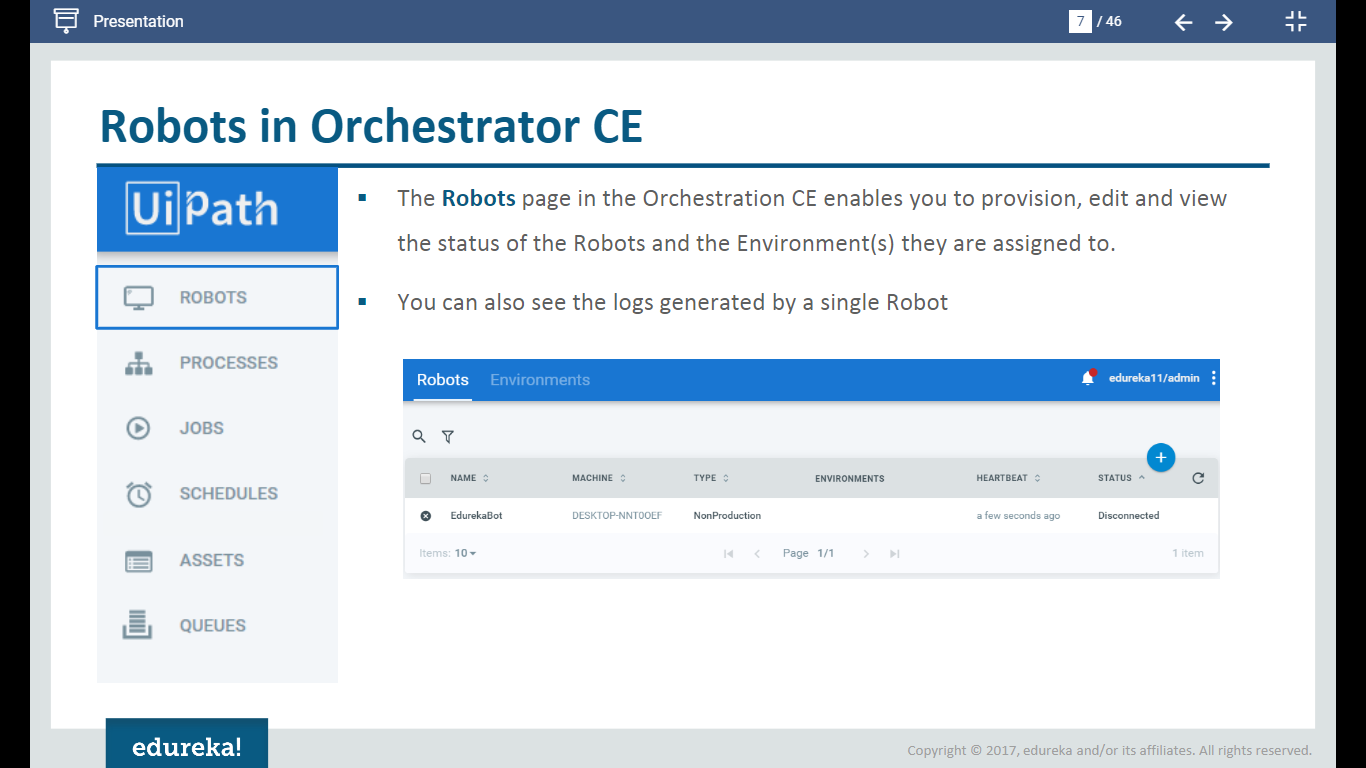 Presentation
7 / 46
Robots in Orchestrator CE
UiPath
ROBOTS
PROCESSES
JOBS
SCHEDULES
ASSETS
QUEUES
▪ The Robots page in the Orchestration CE enables you to provision, edit and view
the status of the Robots and the Environment(s) they are assigned to.
▪ You can also see the logs generated by a single Robot
Robots Environments edureka11/admin
NAME MACHINE TYPE ENVIRONMENTS HEARTBEAT STATUS
EdurekaBot DESKTOP-NNT0OEF NonProduction a few seconds ago Disconnected
Items: 10 Page 1/1 1 item
edureka!
Copyright © 2017, edureka and/or its affiliates. All rights reserved.